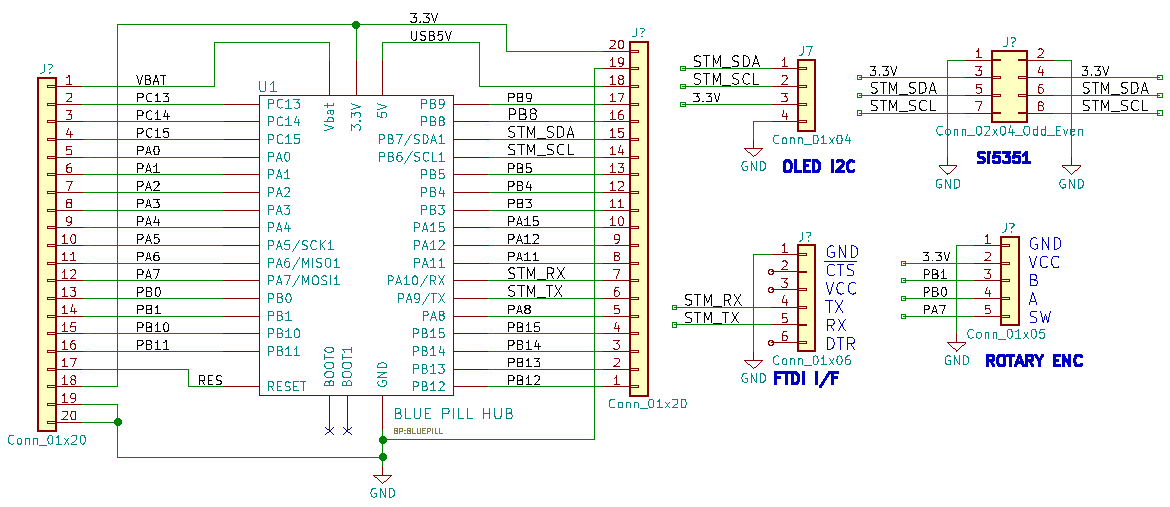 3.3V
USB5V
J?
1 VBAT
2 PC13
3 PC14
4 PC15
5 PA0
6 PA1
7 PA2
8 PA3
9 PA4
10 PA5
11 PA6
12 PA7
13 PB0
14 PB1
15 PB10
16 PB11
17
18 RES
19
20
Conn_01x20
U1
Vbat 3.3V 5V
PC13 PB9
PC14 PB8
PC15 PB7/SDA1
PA0 PB6/SCL1
PA1 PB5
PA2 PB4
PA3 PB3
PA4 PA15
PA5/SCK1 PA12
PA6/MISO1 PA11
PA7/MOSI1 PA10/RX
PB0 PA9/TX
PB1 PA8
PB10 PB15
PB11 PB14
PB13
RESET PB12
BOOT0 BOOT1 GND
BLUE PILL HUB
BP:BLUEPILL
GND
J?
20
19
18
PB9 17
PB8 16
STM_SDA 15
STM_SCL 14
PB5 13
PB4 12
PB3 11
PA15 10
PA12 9
PA11 8
STM_RX 7
STM_TX 6
PA8 5
PB15 4
PB14 3
PB13 2
PB12 1
Conn_01x20
J7
STM_SDA 1
STM_SCL 2
3.3V 3
4
Conn_01x04
GND
OLED I2C
J?
1 2
3.3V 3 4 3.3V
STM_SDA 5 6 STM_SDA
STM_SCL 7 8 STM_SCL
Conn_02x04_Odd_Even
SI5351
GND GND
J?
1 GND
2 CTS
3 VCC
STM_RX 4 TX
STM_TX 5 RX
6 DTR
Conn_01x06
GND
FTDI I/F
J?
1 GND
3.3V 2 VCC
PB1 3 B
PB0 4 A
PA7 5 SW
Conn_01x05
GND
ROTARY ENC